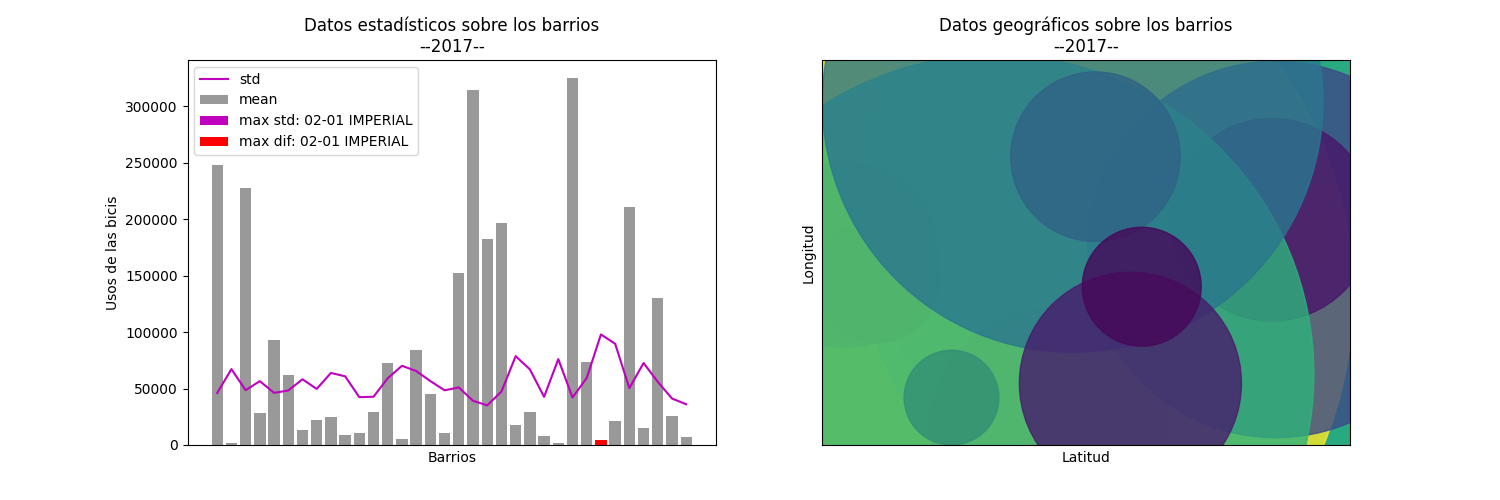 Datos estadísticos sobre los barrios
--2017--
std
mean
max std: 02-01 IMPERIAL
max dif: 02-01 IMPERIAL
300000
250000
200000
150000
100000
50000
0
Usos de las bicis
Barrios
Datos geográficos sobre los barrios
--2017--
Longitud
Latitud